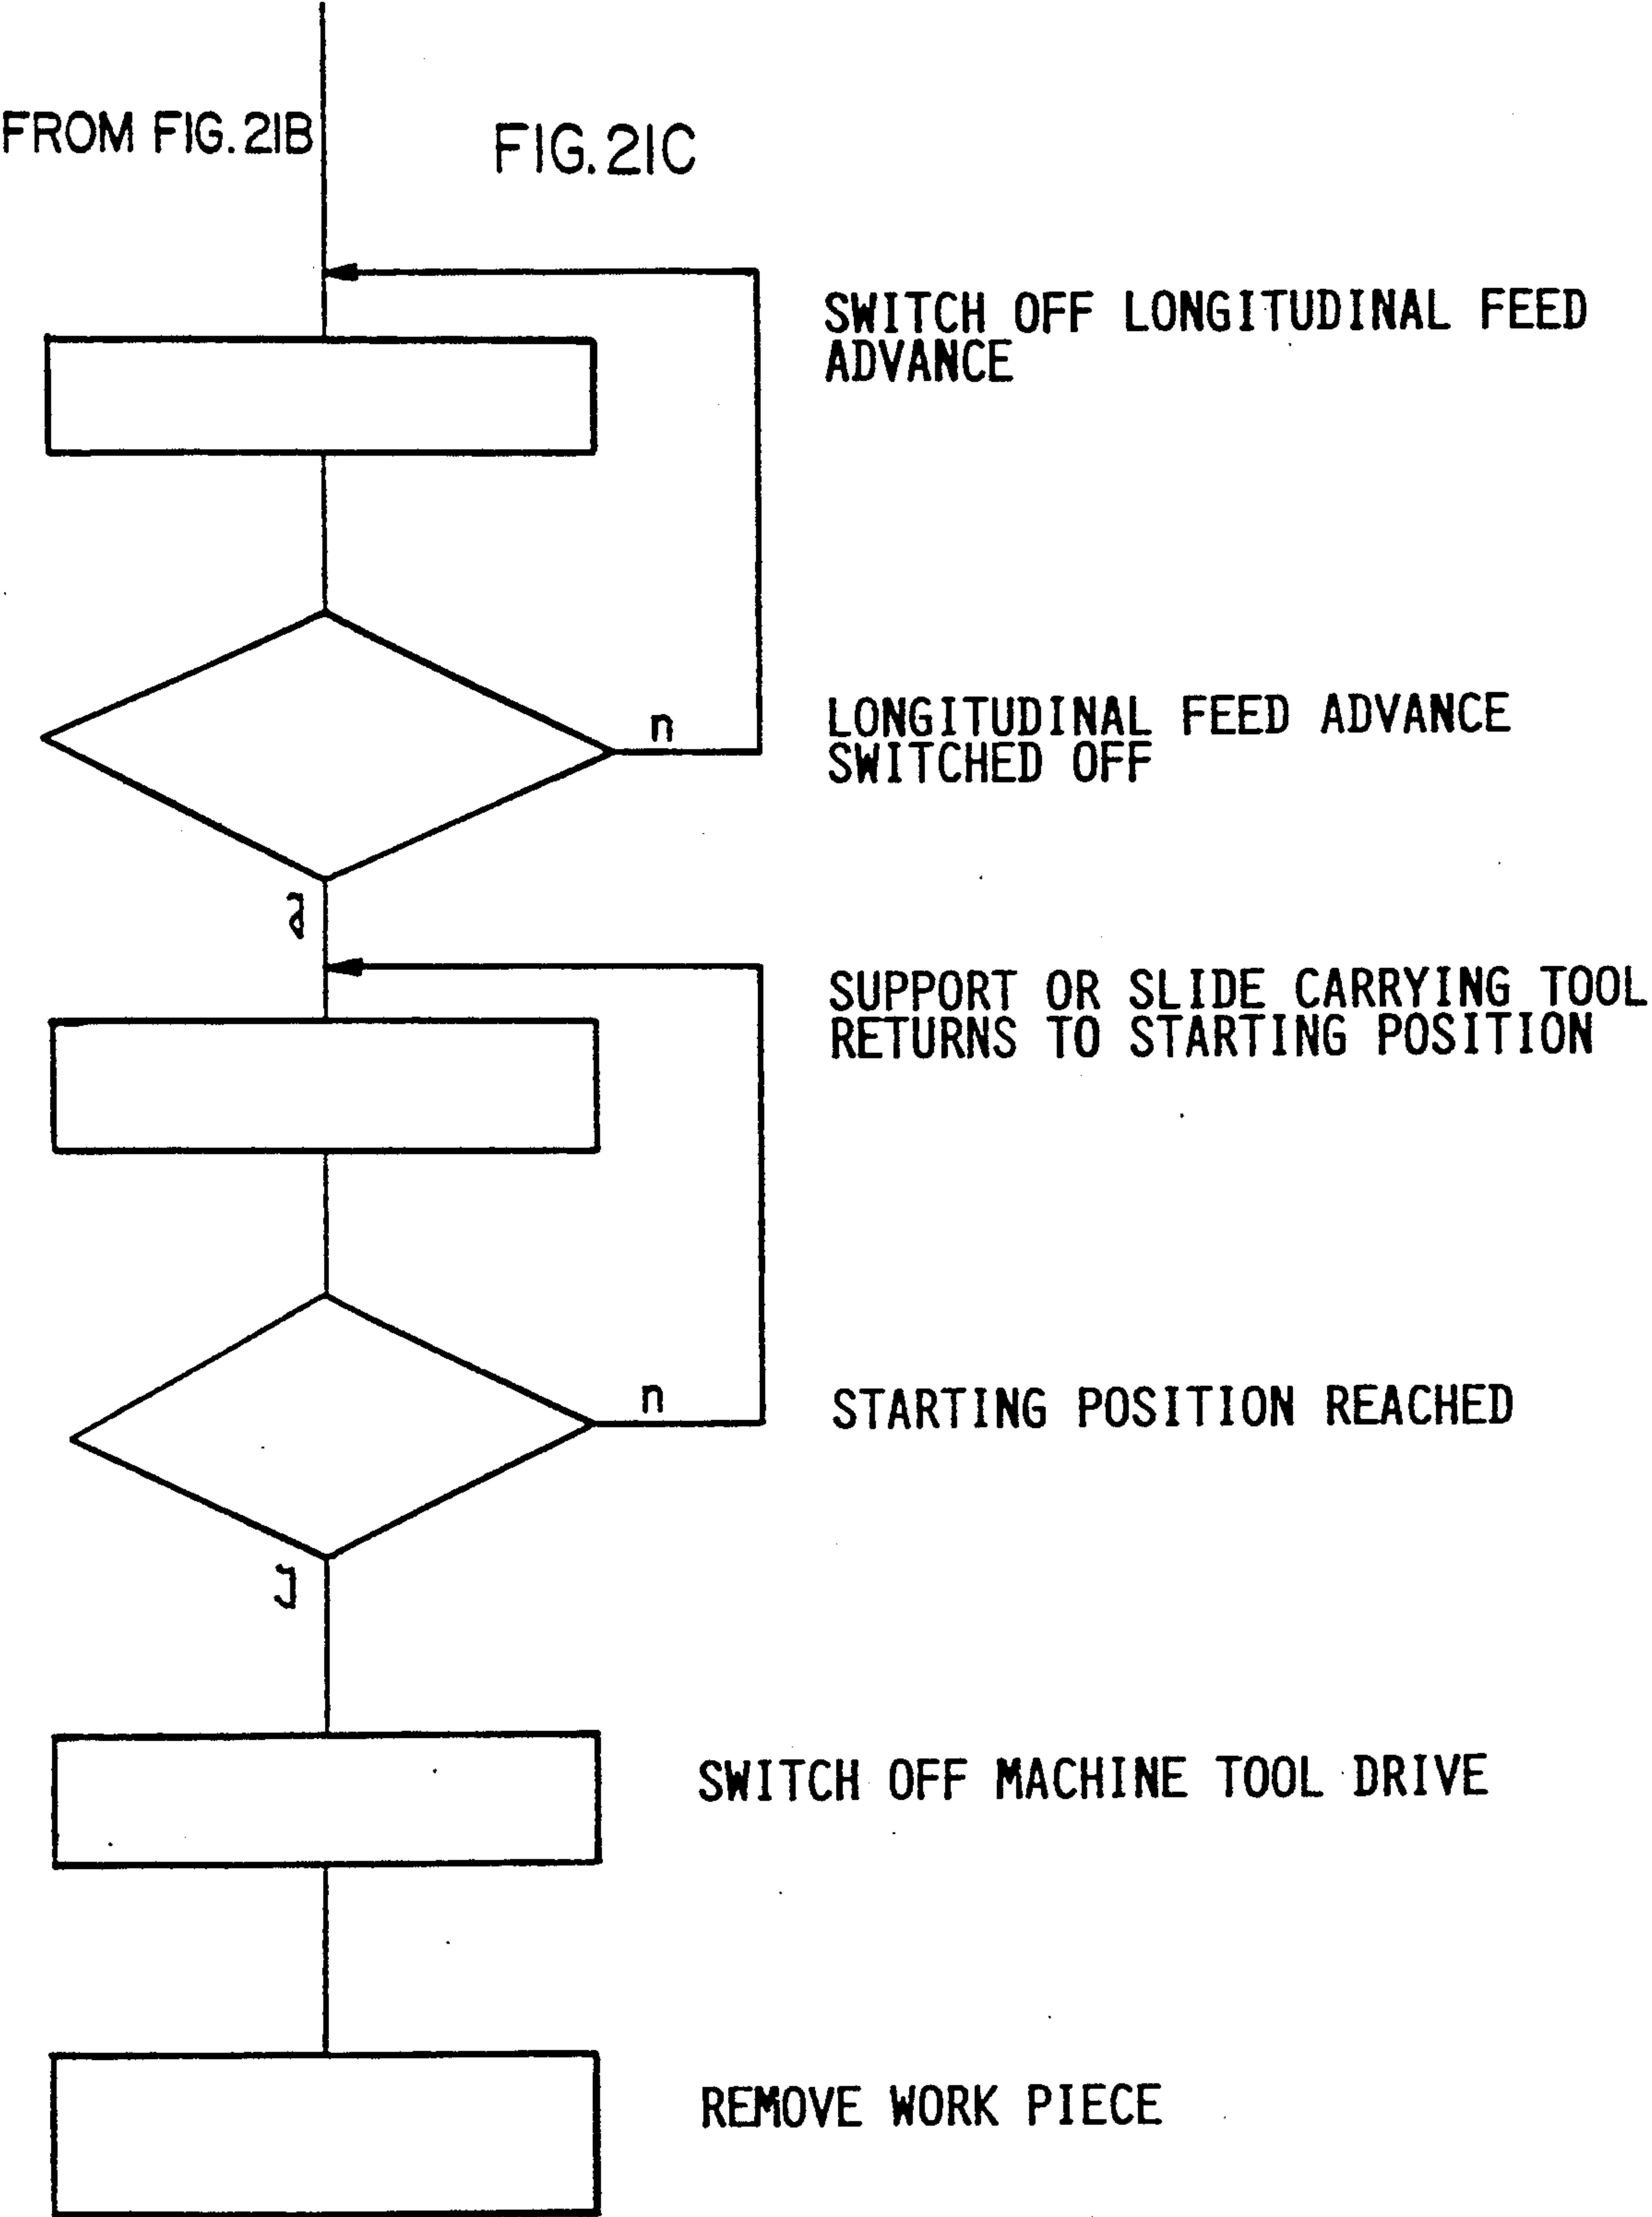 FROM FIG. 21B
FIG. 21C
SWITCH OFF LONGITUDINAL FEED
ADVANCE
n
LONGITUDINAL FEED ADVANCE
SWITCHED OFF
SUPPORT OR SLIDE CARRYING TOOL
RETURNS TO STARTING POSITION
n
STARTING POSITION REACHED
J
SWITCH OFF MACHINE TOOL DRIVE
REMOVE WORK PIECE